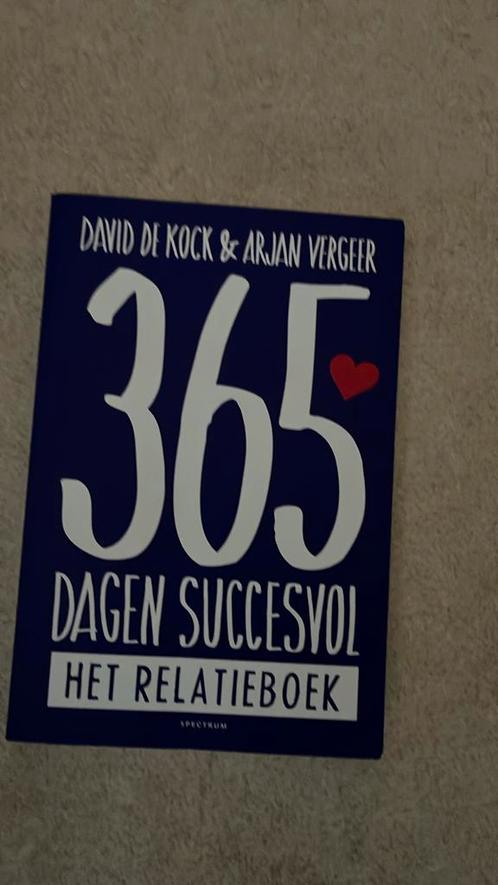 DAVID DE KOCK & ARJAN VERGEER
365
DAGEN SUCCESVOL
HET RELATIEBOEK
SPECTRUM